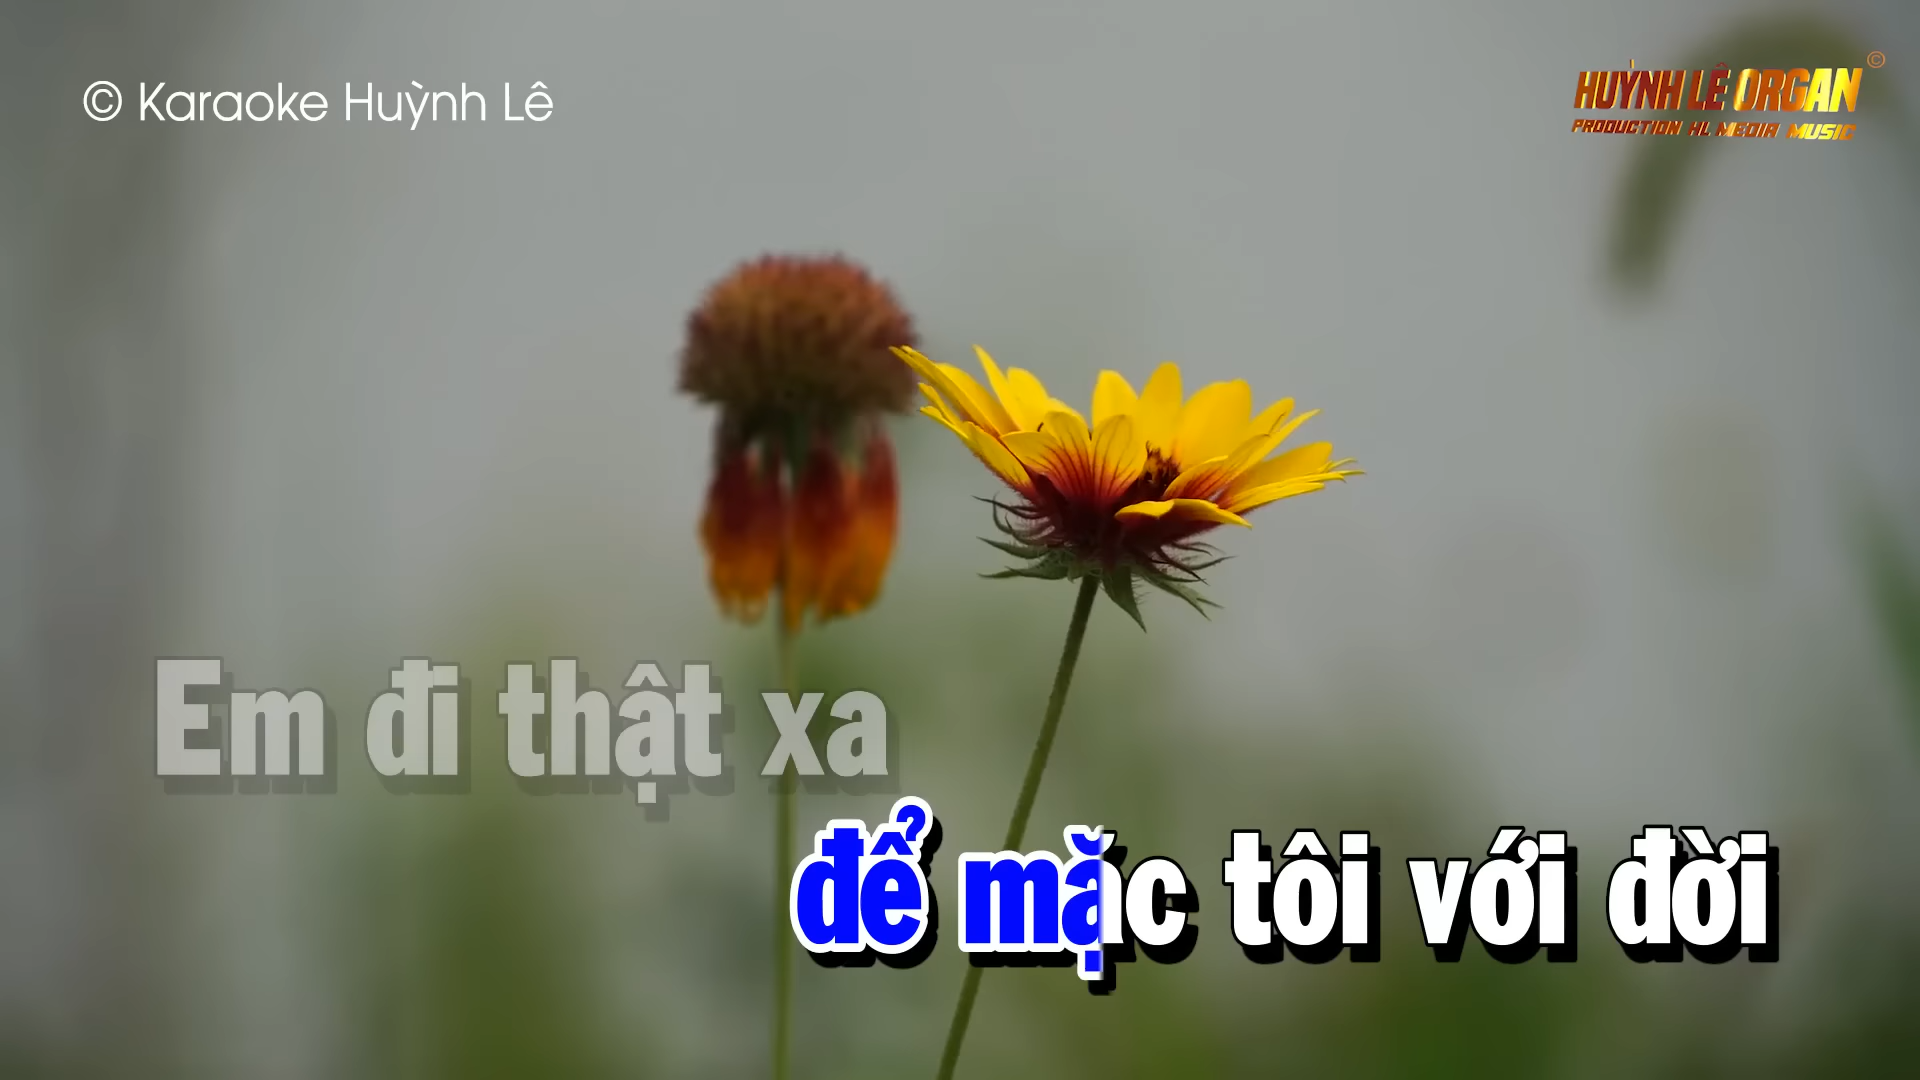 © Karaoke Huỳnh Lê
HUỲNH LÊ ORGAN ©
PRODUCTION HL MEDIA MUSIC
Em đi thật xa
để mặc tôi với đời